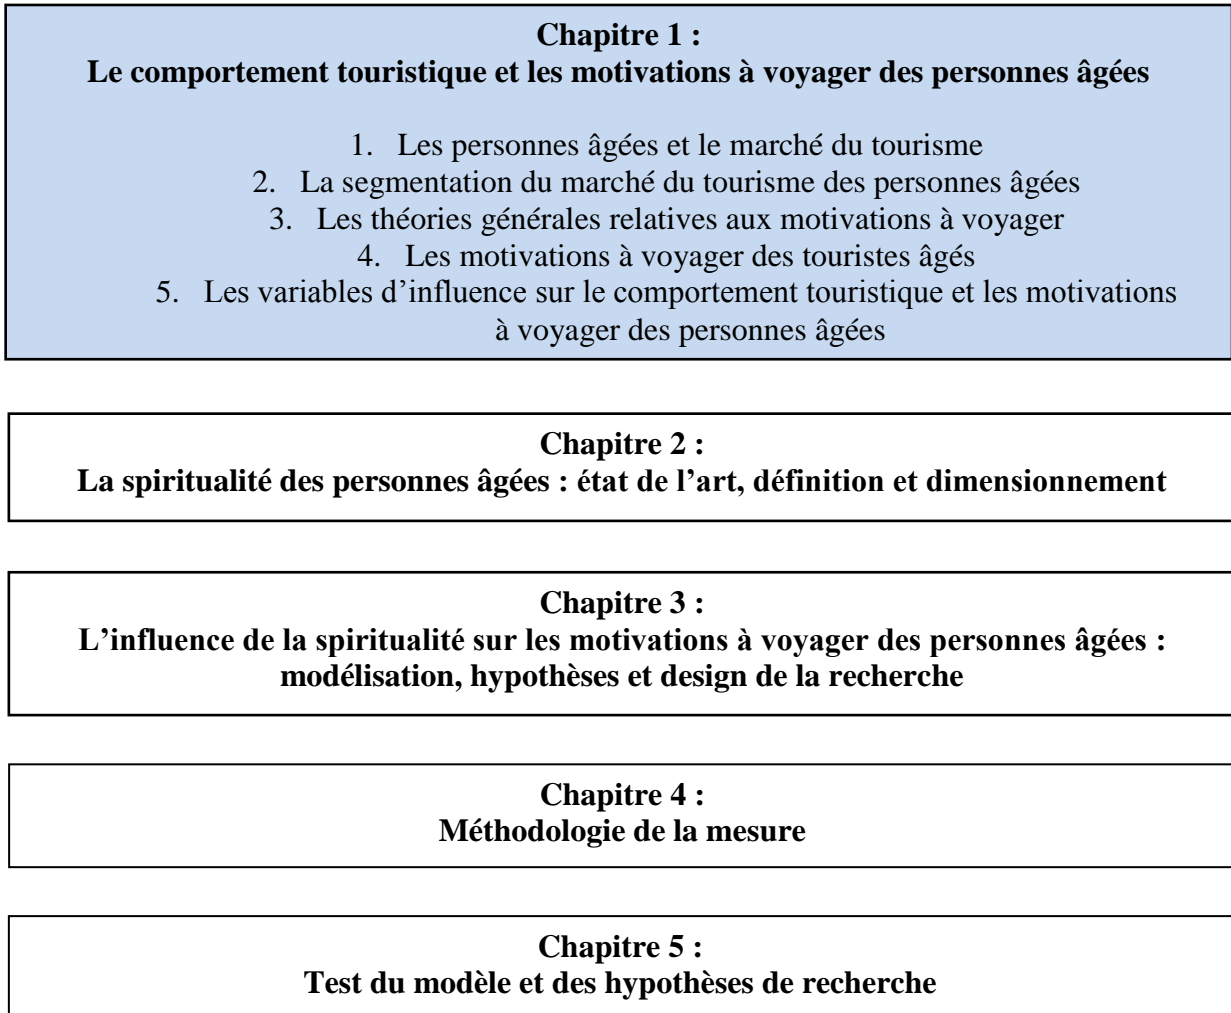 Chapitre 1 :
Le comportement touristique et les motivations à voyager des personnes âgées
1. Les personnes âgées et le marché du tourisme
2. La segmentation du marché du tourisme des personnes âgées
3. Les théories générales relatives aux motivations à voyager
4. Les motivations à voyager des touristes âgés
5. Les variables d’influence sur le comportement touristique et les motivations
à voyager des personnes âgées
Chapitre 2 :
La spiritualité des personnes âgées : état de l’art, définition et dimensionnement
Chapitre 3 :
L’influence de la spiritualité sur les motivations à voyager des personnes âgées :
modélisation, hypothèses et design de la recherche
Chapitre 4 :
Méthodologie de la mesure
Chapitre 5 :
Test du modèle et des hypothèses de recherche